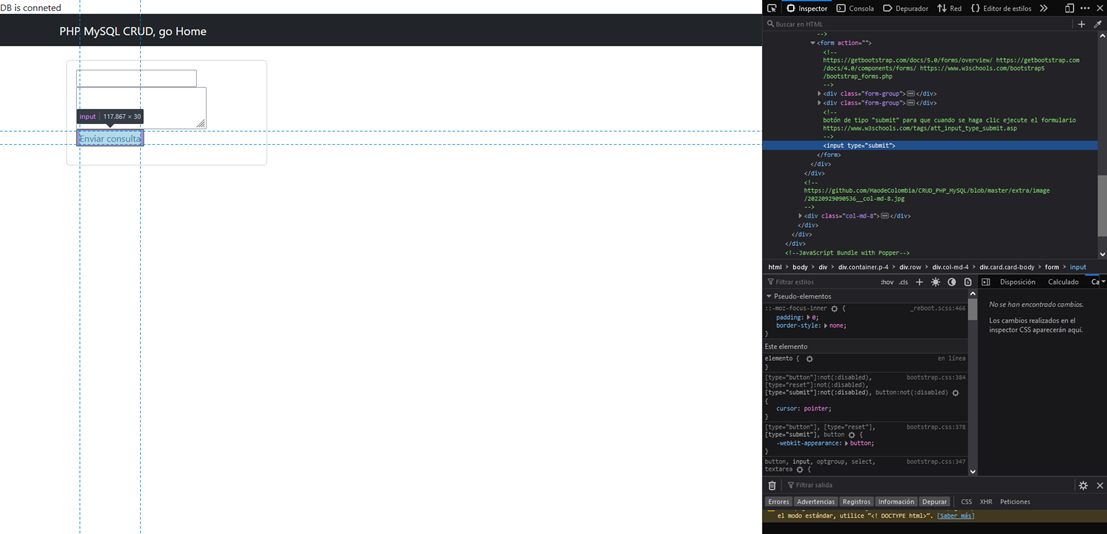 DB is conneted
PHP MySQL CRUD, go Home
input 117.867 × 30
Enviar consulta
Inspector Consola Depurador Red Editor de estilos
Buscar en HTML
-->
<form action="">
<!--
https://getbootstrap.com/docs/5.0/forms/overview/ https://getbootstrap.com
/docs/4.0/components/forms/ https://www.w3schools.com/bootstrap5
/bootstrap_forms.php
-->
<div class="form-group"></div>
<div class="form-group"></div>
<!--
botón de tipo "submit" para que cuando se haga clic ejecute el formulario
https://www.w3schools.com/tags/att_input_type_submit.asp
-->
<input type="submit">
</form>
</div>
</div>
<!--
https://github.com/HaodeColombia/CRUD_PHP_MySQL/blob/master/extra/image
/20220929090536__col-md-8.jpg
-->
<div class="col-md-8"></div>
</div>
</div>
</div>
<!--JavaScript Bundle with Popper-->
html body div div.container.p-4 div.row div.col-md-4 div.card.card-body form input
Filtrar estilos :hov .cls
Disposición Calculado Ca
Pseudo-elementos
::-moz-focus-inner { _reboot.scss:466
padding: 0;
border-style: none;
}
Este elemento
elemento { en línea
}
[type="button"]:not(:disabled), bootstrap.css:384
[type="reset"]:not(:disabled),
[type="submit"]:not(:disabled), button:not(:disabled)
{
cursor: pointer;
}
[type="button"], [type="reset"], bootstrap.css:378
[type="submit"], button {
-webkit-appearance: button;
}
button, input, optgroup, select, bootstrap.css:347
textarea {
No se han encontrado cambios.
Los cambios realizados en el
inspector CSS aparecerán aquí.
Filtrar salida
Errores Advertencias Registros Información Depurar CSS XHR Peticiones
el modo estándar, utilice "<! DOCTYPE html>". [Saber más]